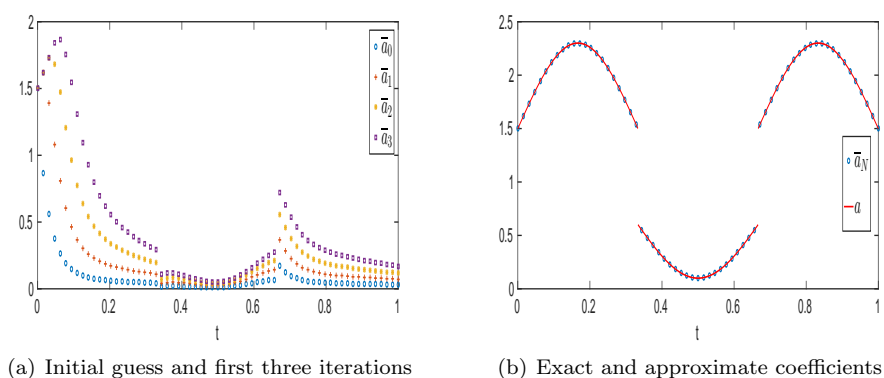 2
1.5
1
0.5
0
0 0.2 0.4 0.6 0.8 1
t
a̅₀
a̅₁
a̅₂
a̅₃
(a) Initial guess and first three iterations
2.5
2
1.5
1
0.5
0
0 0.2 0.4 0.6 0.8 1
t
a̅_N
a
(b) Exact and approximate coefficients